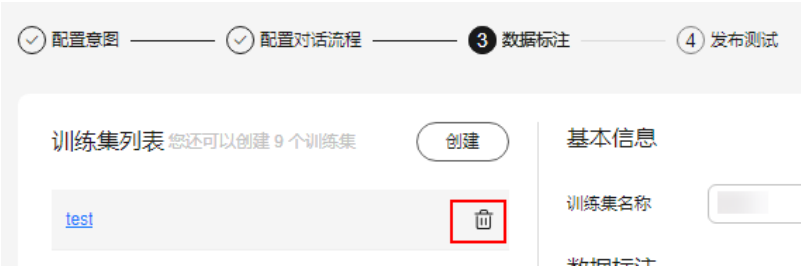 配置意图 配置对话流程 3 数据标注 4 发布测试
训练集列表 您还可以创建 9 个训练集 创建
test
基本信息
训练集名称
数据标注